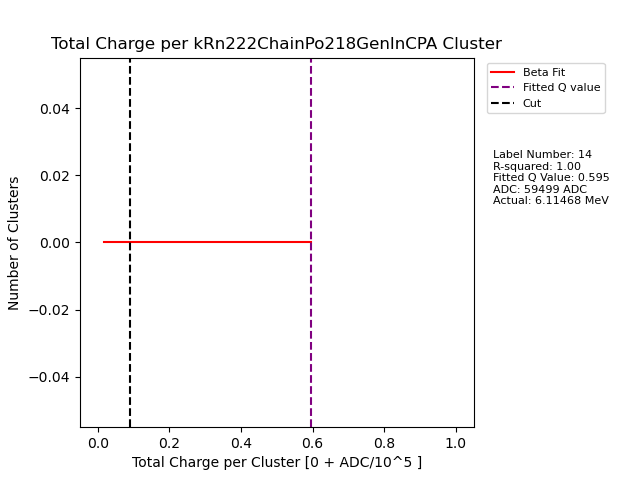 Total Charge per kRn222ChainPo218GenInCPA Cluster
Beta Fit
Fitted Q value
Cut
Label Number: 14
R-squared: 1.00
Fitted Q Value: 0.595
ADC: 59499 ADC
Actual: 6.11468 MeV
Number of Clusters
0.04
0.02
0.00
−0.02
−0.04
0.0 0.2 0.4 0.6 0.8 1.0
Total Charge per Cluster [0 + ADC/10^5 ]